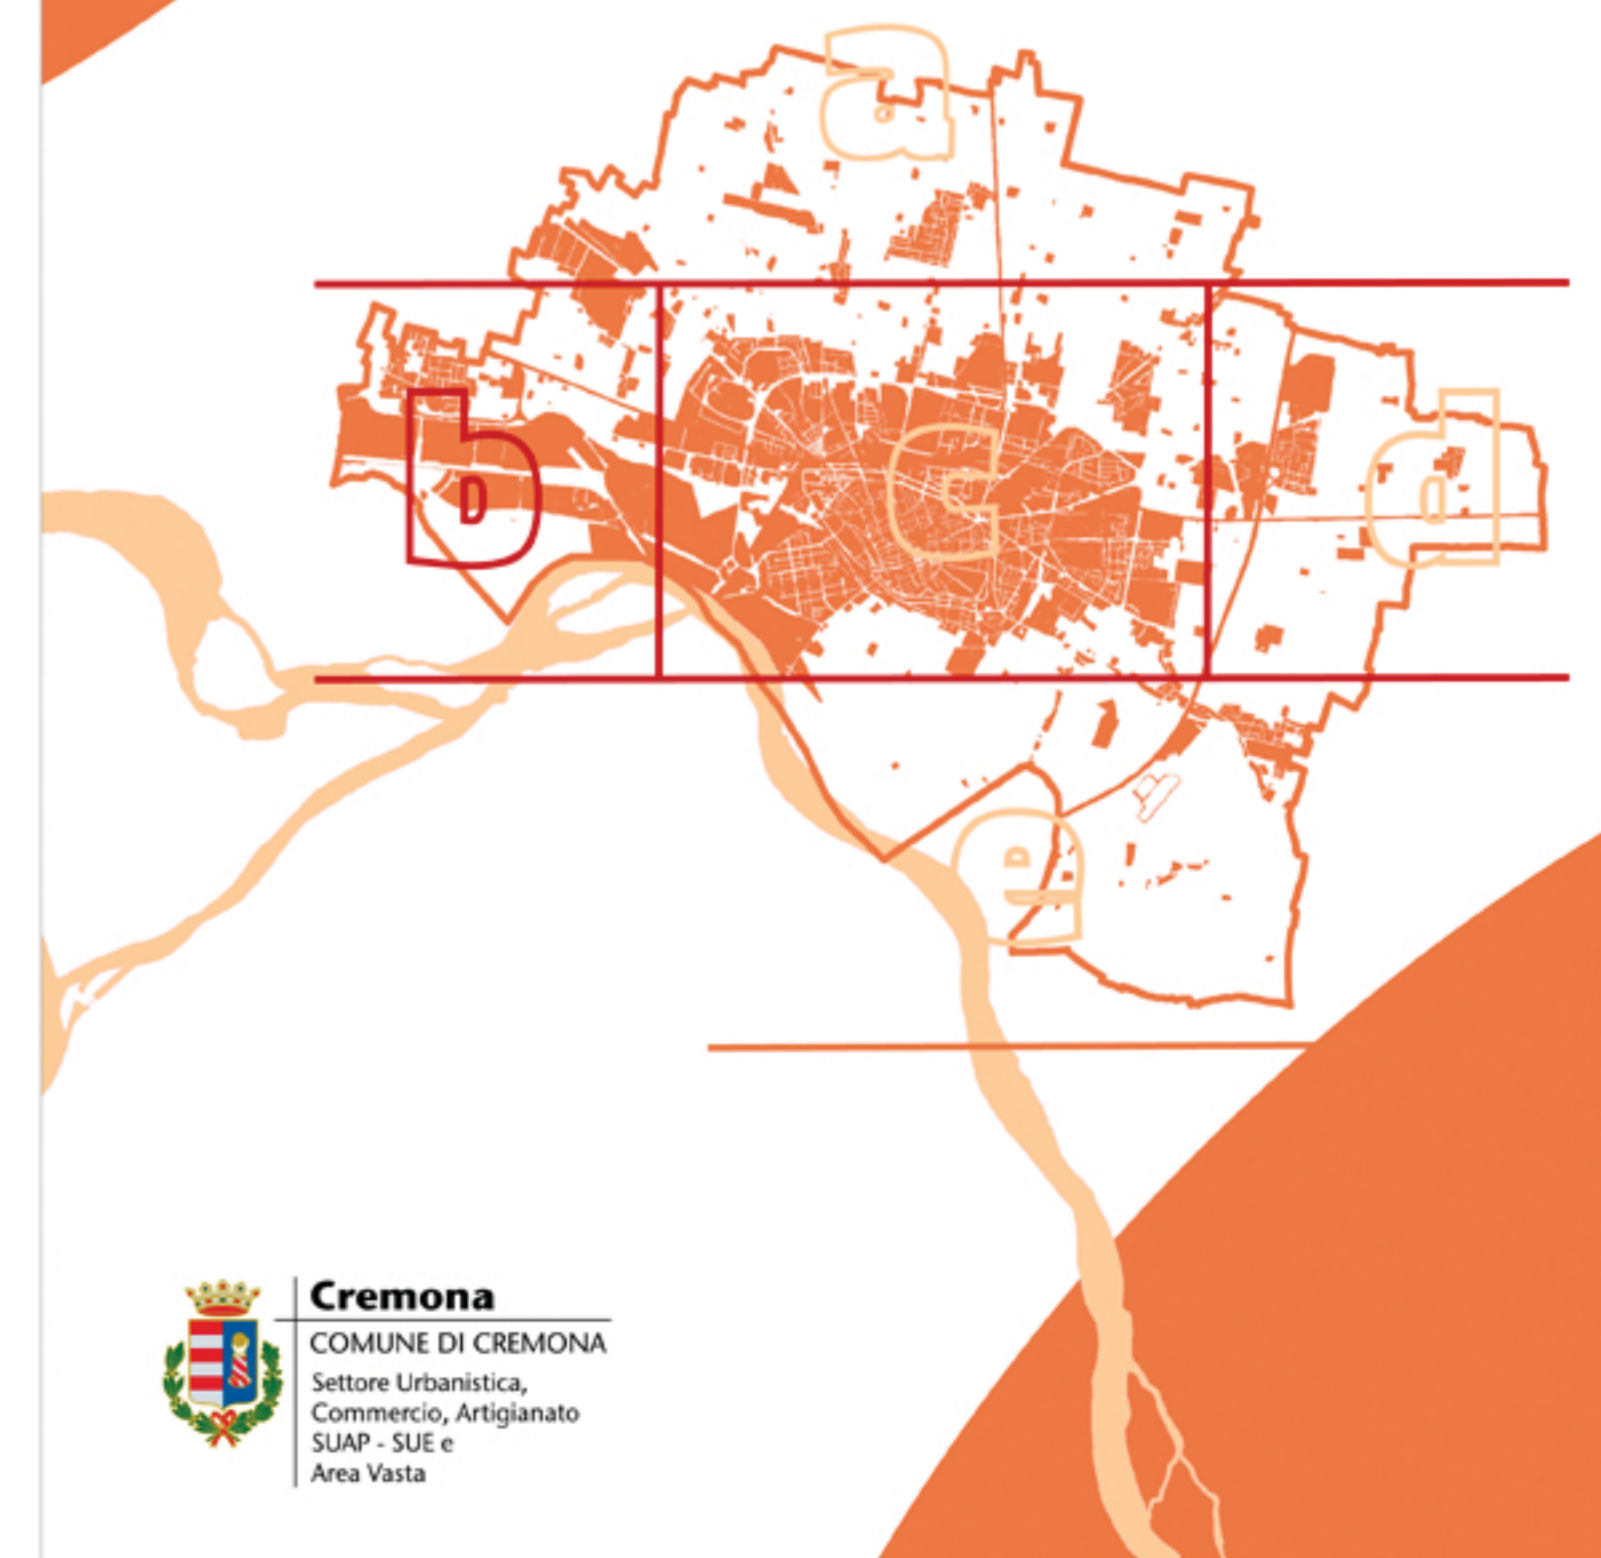 a
b
c
d
e
Cremona
COMUNE DI CREMONA
Settore Urbanistica,
Commercio, Artigianato
SUAP - SUE e
Area Vasta